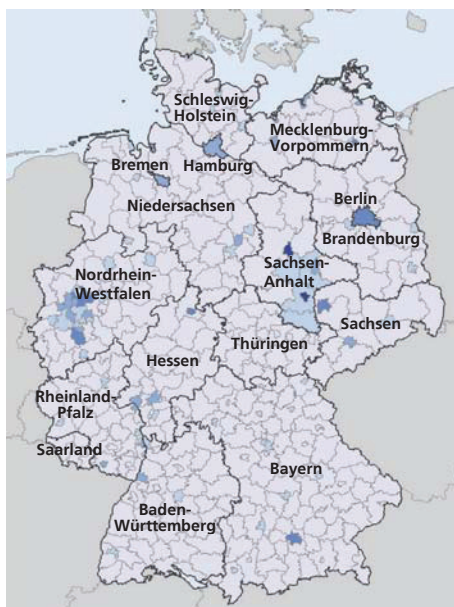 Schleswig-
Holstein
Mecklenburg-
Vorpommern
Bremen
Hamburg
Niedersachsen
Berlin
Brandenburg
Sachsen-
Anhalt
Nordrhein-
Westfalen
Sachsen
Thüringen
Hessen
Rheinland-
Pfalz
Saarland
Bayern
Baden-
Württemberg